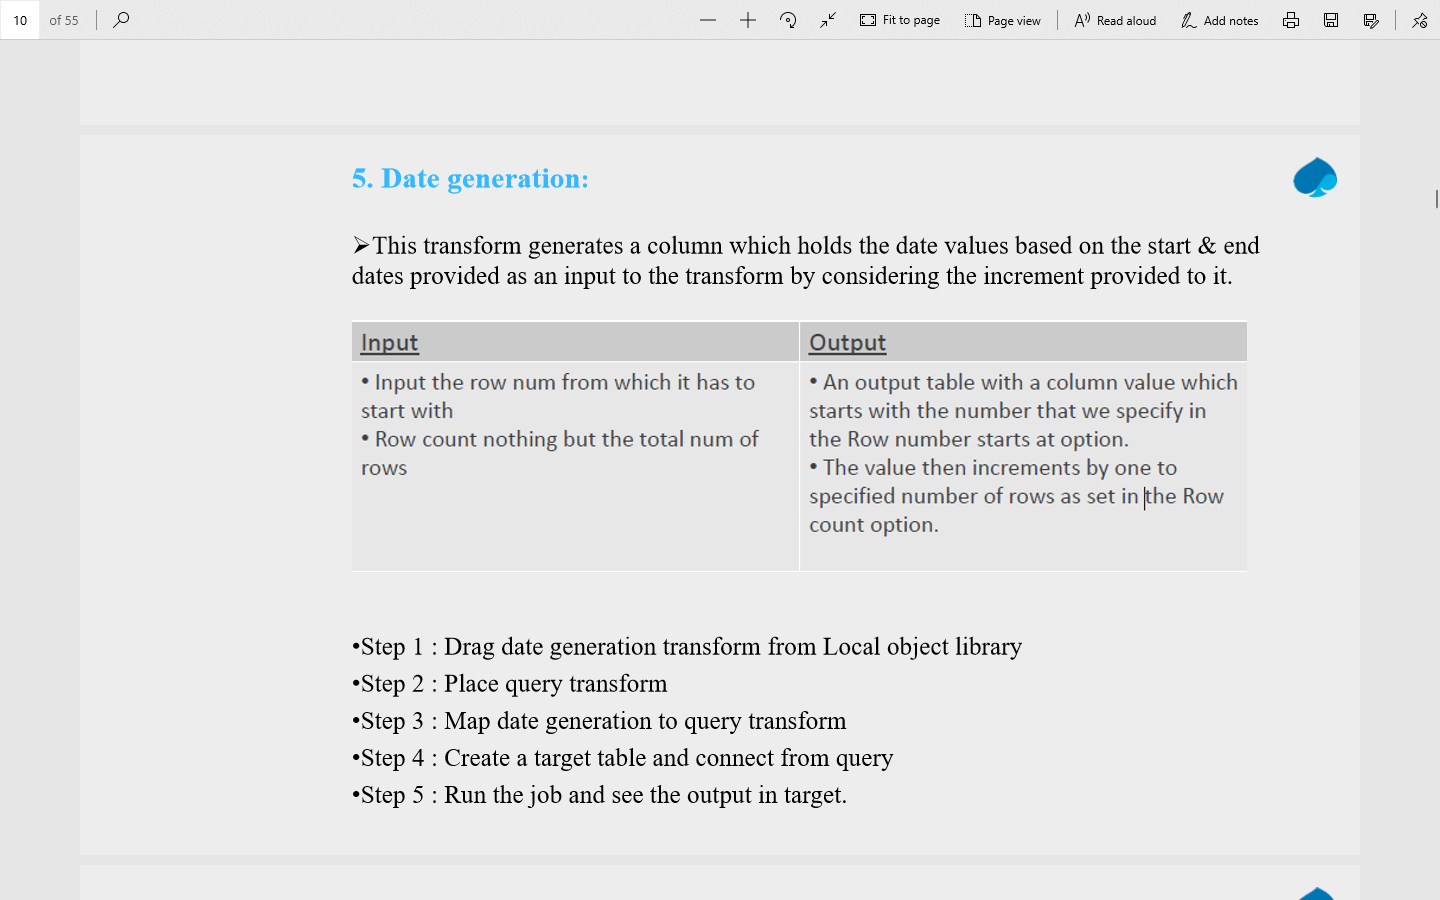 10 of 55 Fit to page Page view Read aloud Add notes
5. Date generation:
➢This transform generates a column which holds the date values based on the start & end
dates provided as an input to the transform by considering the increment provided to it.
Input
• Input the row num from which it has to
start with
• Row count nothing but the total num of
rows
Output
• An output table with a column value which
starts with the number that we specify in
the Row number starts at option.
• The value then increments by one to
specified number of rows as set in the Row
count option.
•Step 1 : Drag date generation transform from Local object library
•Step 2 : Place query transform
•Step 3 : Map date generation to query transform
•Step 4 : Create a target table and connect from query
•Step 5 : Run the job and see the output in target.